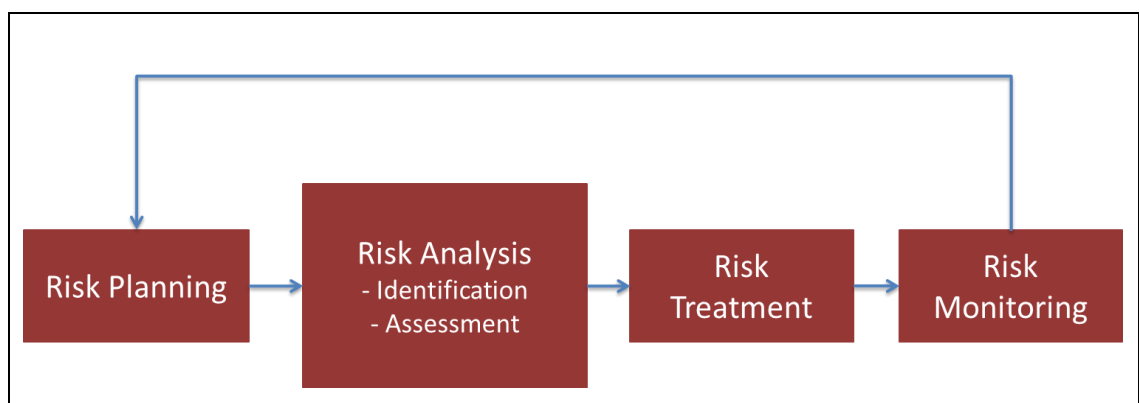 Risk Planning
Risk Analysis
- Identification
- Assessment
Risk
Treatment
Risk
Monitoring